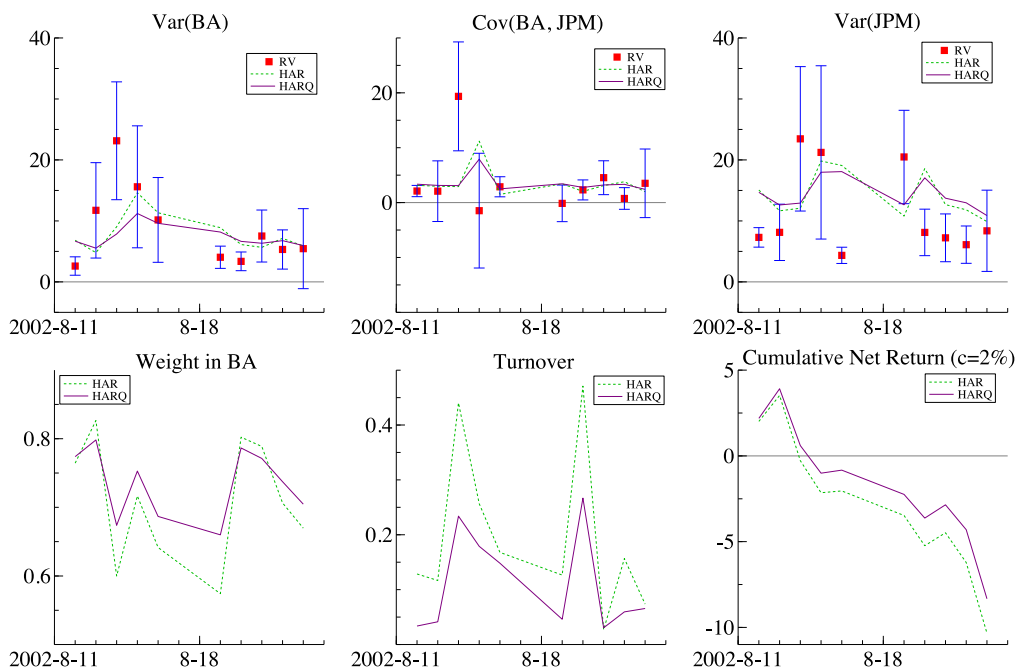 Var(BA)
40
20
0
RV
HAR
HARQ
2002-8-11
8-18
Cov(BA, JPM)
20
0
RV
HAR
HARQ
2002-8-11
8-18
Var(JPM)
40
20
0
RV
HAR
HARQ
2002-8-11
8-18
Weight in BA
HAR
HARQ
0.8
0.6
2002-8-11
8-18
Turnover
HAR
HARQ
0.4
0.2
2002-8-11
8-18
Cumulative Net Return (c=2%)
5
0
-5
-10
HAR
HARQ
2002-8-11
8-18